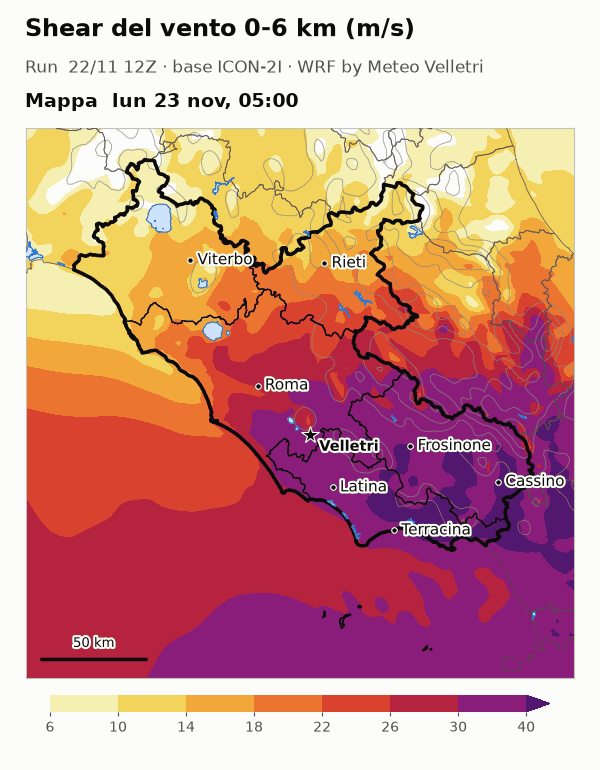 Shear del vento 0-6 km (m/s)
Run  22/11 12Z · base ICON-2I · WRF by Meteo Velletri
Mappa  lun 23 nov, 05:00
Viterbo
Rieti
Roma
Velletri
Frosinone
Latina
Cassino
Terracina
50 km
6 10 14 18 22 26 30 40